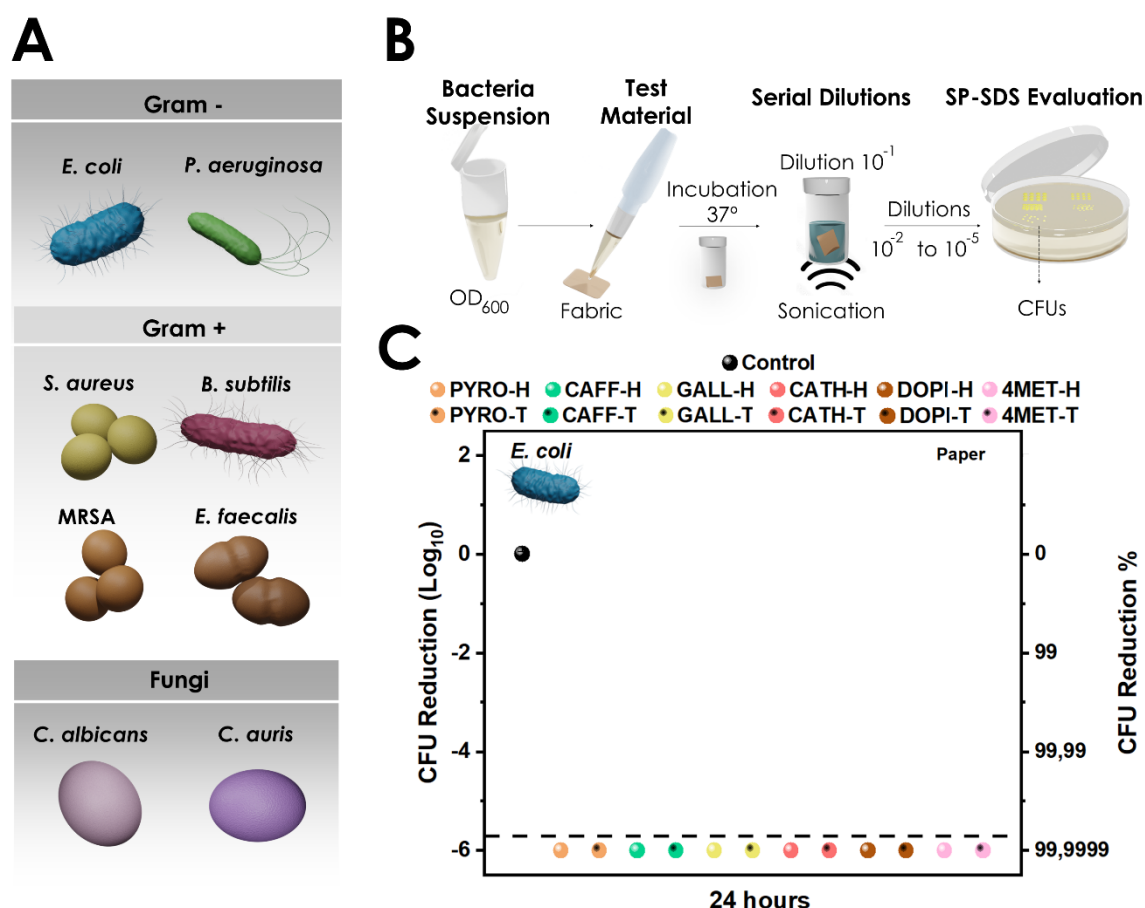 A
Gram -
E. coli P. aeruginosa
Gram +
S. aureus B. subtilis
MRSA E. faecalis
Fungi
C. albicans C. auris
B
Bacteria
Suspension
Test
Material
Serial Dilutions
SP-SDS Evaluation
Dilution 10⁻¹
Incubation
37º
Dilutions
10⁻² to 10⁻⁵
OD₆₀₀
Fabric
Sonication
CFUs
C
Control
PYRO-H CAFF-H GALL-H CATH-H DOPI-H 4MET-H
PYRO-T CAFF-T GALL-T CATH-T DOPI-T 4MET-T
E. coli
Paper
CFU Reduction (Log₁₀)
2
0
-2
-4
-6
0
99
99,99
99,9999
CFU Reduction %
24 hours